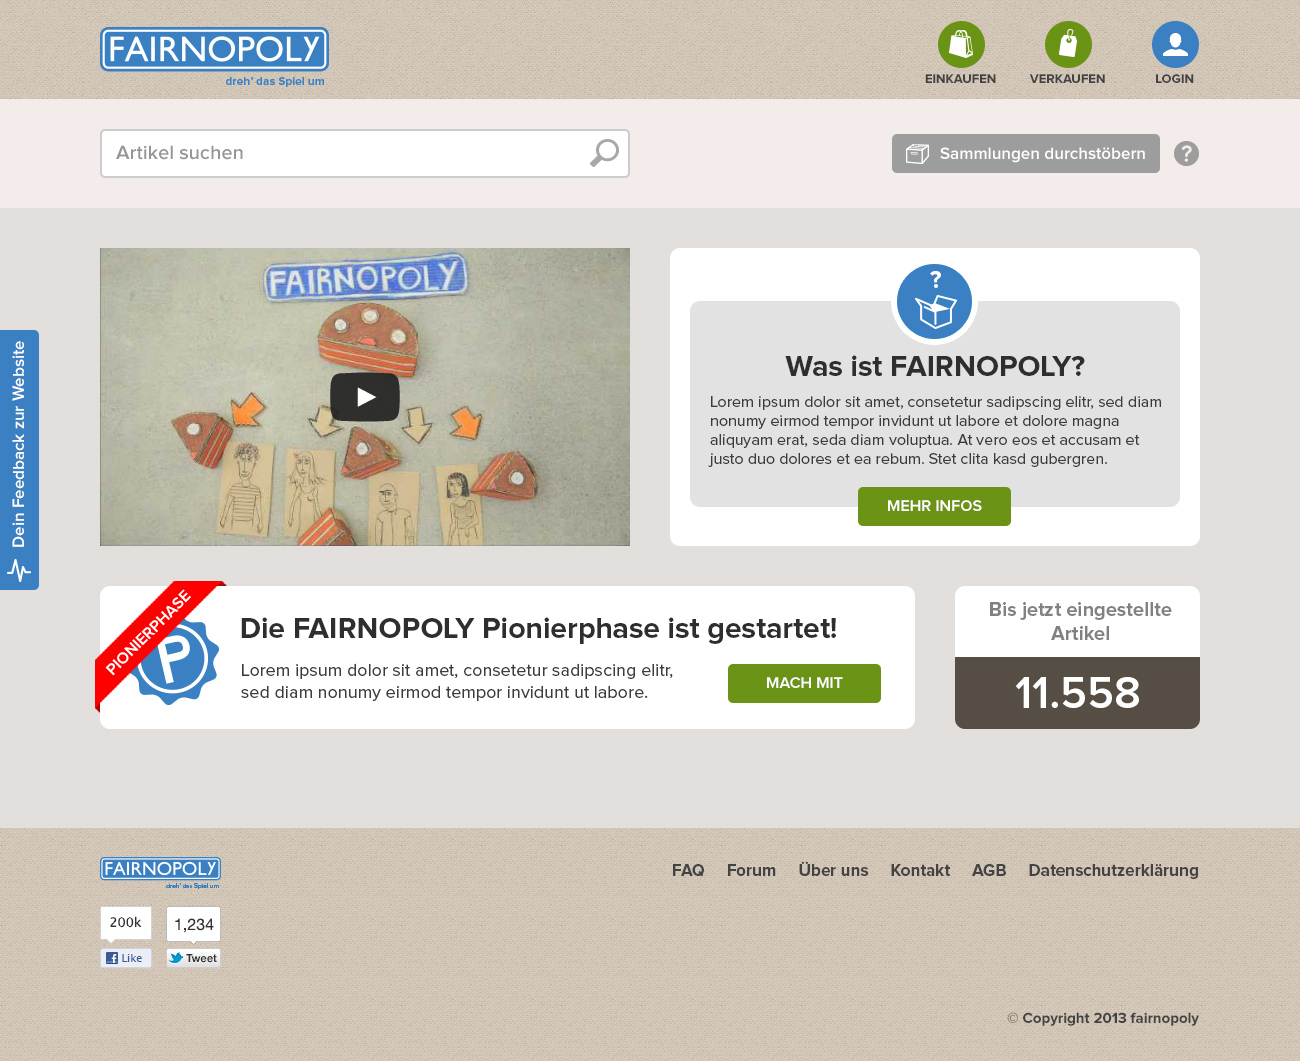 FAIRNOPOLY
dreh' das Spiel um
EINKAUFEN
VERKAUFEN
LOGIN
Artikel suchen
Sammlungen durchstöbern
?
FAIRNOPOLY
?
Was ist FAIRNOPOLY?
Lorem ipsum dolor sit amet, consetetur sadipscing elitr, sed diam
nonumy eirmod tempor invidunt ut labore et dolore magna
aliquyam erat, seda diam voluptua. At vero eos et accusam et
justo duo dolores et ea rebum. Stet clita kasd gubergren.
MEHR INFOS
Dein Feedback zur Website
PIONIERPHASE
P
Die FAIRNOPOLY Pionierphase ist gestartet!
Lorem ipsum dolor sit amet, consetetur sadipscing elitr,
sed diam nonumy eirmod tempor invidunt ut labore.
MACH MIT
Bis jetzt eingestellte
Artikel
11.558
FAIRNOPOLY
dreh' das Spiel um
FAQ Forum Über uns Kontakt AGB Datenschutzerklärung
200k
1,234
Like
Tweet
© Copyright 2013 fairnopoly